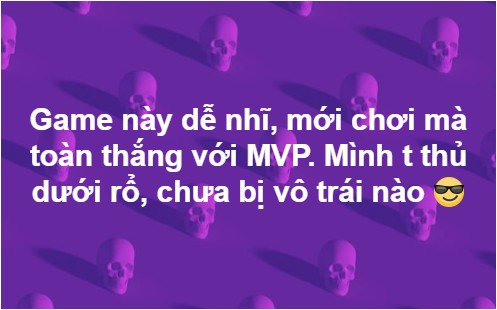 Game này dễ nhĩ, mới chơi mà
toàn thắng với MVP. Mình t thủ
dưới rổ, chưa bị vô trái nào 😎